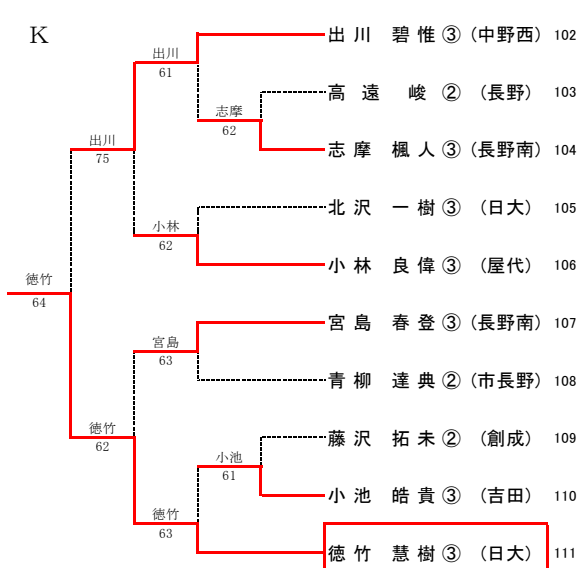 K
出川 碧惟③ (中野西) 102
出川
61
高遠 峻② (長野) 103
志摩
62
志摩 楓人③ (長野南) 104
出川
75
北沢 一樹③ (日大) 105
小林
62
小林 良偉③ (屋代) 106
徳竹
64
宮島 春登③ (長野南) 107
宮島
63
青柳 達典② (市長野) 108
徳竹
62
藤沢 拓未② (創成) 109
小池
61
小池 皓貴③ (吉田) 110
徳竹
63
徳竹 慧樹③ (日大) 111